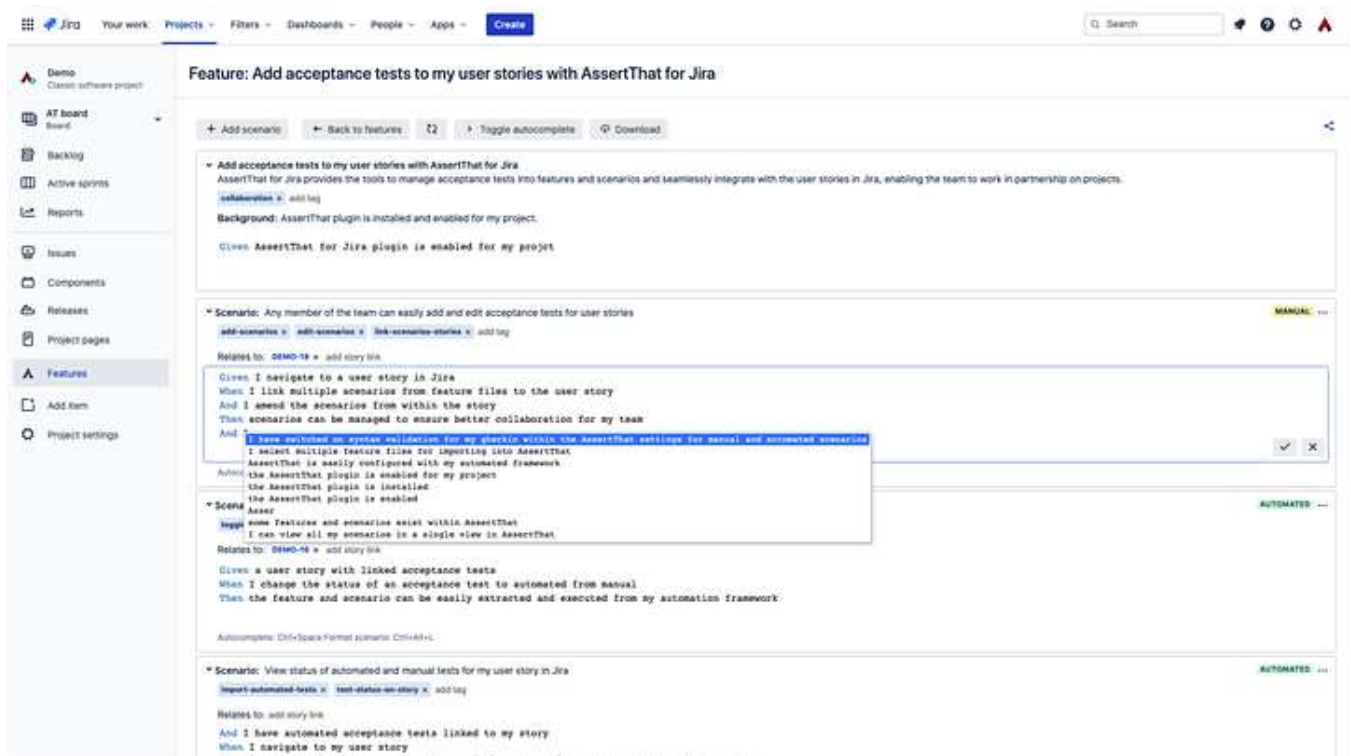 Jira Your work Projects Filters Dashboards People Apps Create Search
Demo
Classic software project
AT board
Board
Backlog
Active sprints
Reports
Issues
Components
Releases
Project pages
Features
Add item
Project settings
Feature: Add acceptance tests to my user stories with AssertThat for Jira
+ Add scenario ← Back to features Toggle autocomplete Download
Add acceptance tests to my user stories with AssertThat for Jira
AssertThat for Jira provides the tools to manage acceptance tests into features and scenarios and seamlessly integrate with the user stories in Jira, enabling the team to work in partnership on projects.
collaboration x add tag
Background: AssertThat plugin is installed and enabled for my project.
Given AssertThat for Jira plugin is enabled for my projet
Scenario: Any member of the team can easily add and edit acceptance tests for user stories MANUAL ...
add-scenarios x edit-scenarios x link-scenarios-stories x add tag
Relates to: DEMO-18 x add story link
Given I navigate to a user story in Jira
When I link multiple scenarios from feature files to the user story
And I amend the scenarios from within the story
Then scenarios can be managed to ensure better collaboration for my team
And
I have switched on syntax validation for my gherkin within the AssertThat settings for manual and automated scenarios
I select multiple feature files for importing into AssertThat
AssertThat is easily configured with my automated framework
the AssertThat plugin is enabled for my project
the AssertThat plugin is installed
the AssertThat plugin is enabled
Asser
some features and scenarios exist within AssertThat
I can view all my scenarios in a single view in AssertThat
Autoc
Scena AUTOMATED ...
toggl
Relates to: DEMO-18 x add story link
Given a user story with linked acceptance tests
When I change the status of an acceptance test to automated from manual
Then the feature and scenario can be easily extracted and executed from my automation framework
Autocomplete: Ctrl+Space Format scenario: Ctrl+Alt+L
Scenario: View status of automated and manual tests for my user story in Jira AUTOMATED ...
import-automated-tests x test-status-on-story x add tag
Relates to: add story link
And I have automated acceptance tests linked to my story
When I navigate to my user story